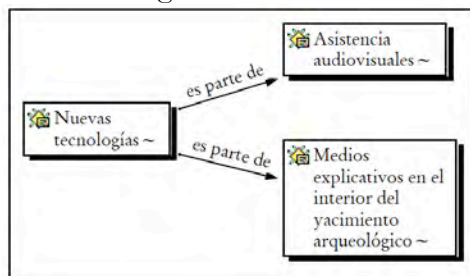 Asistencia
audiovisuales ~
es parte de
Nuevas
tecnologías ~
es parte de
Medios
explicativos en el
interior del
yacimiento
arqueológico ~